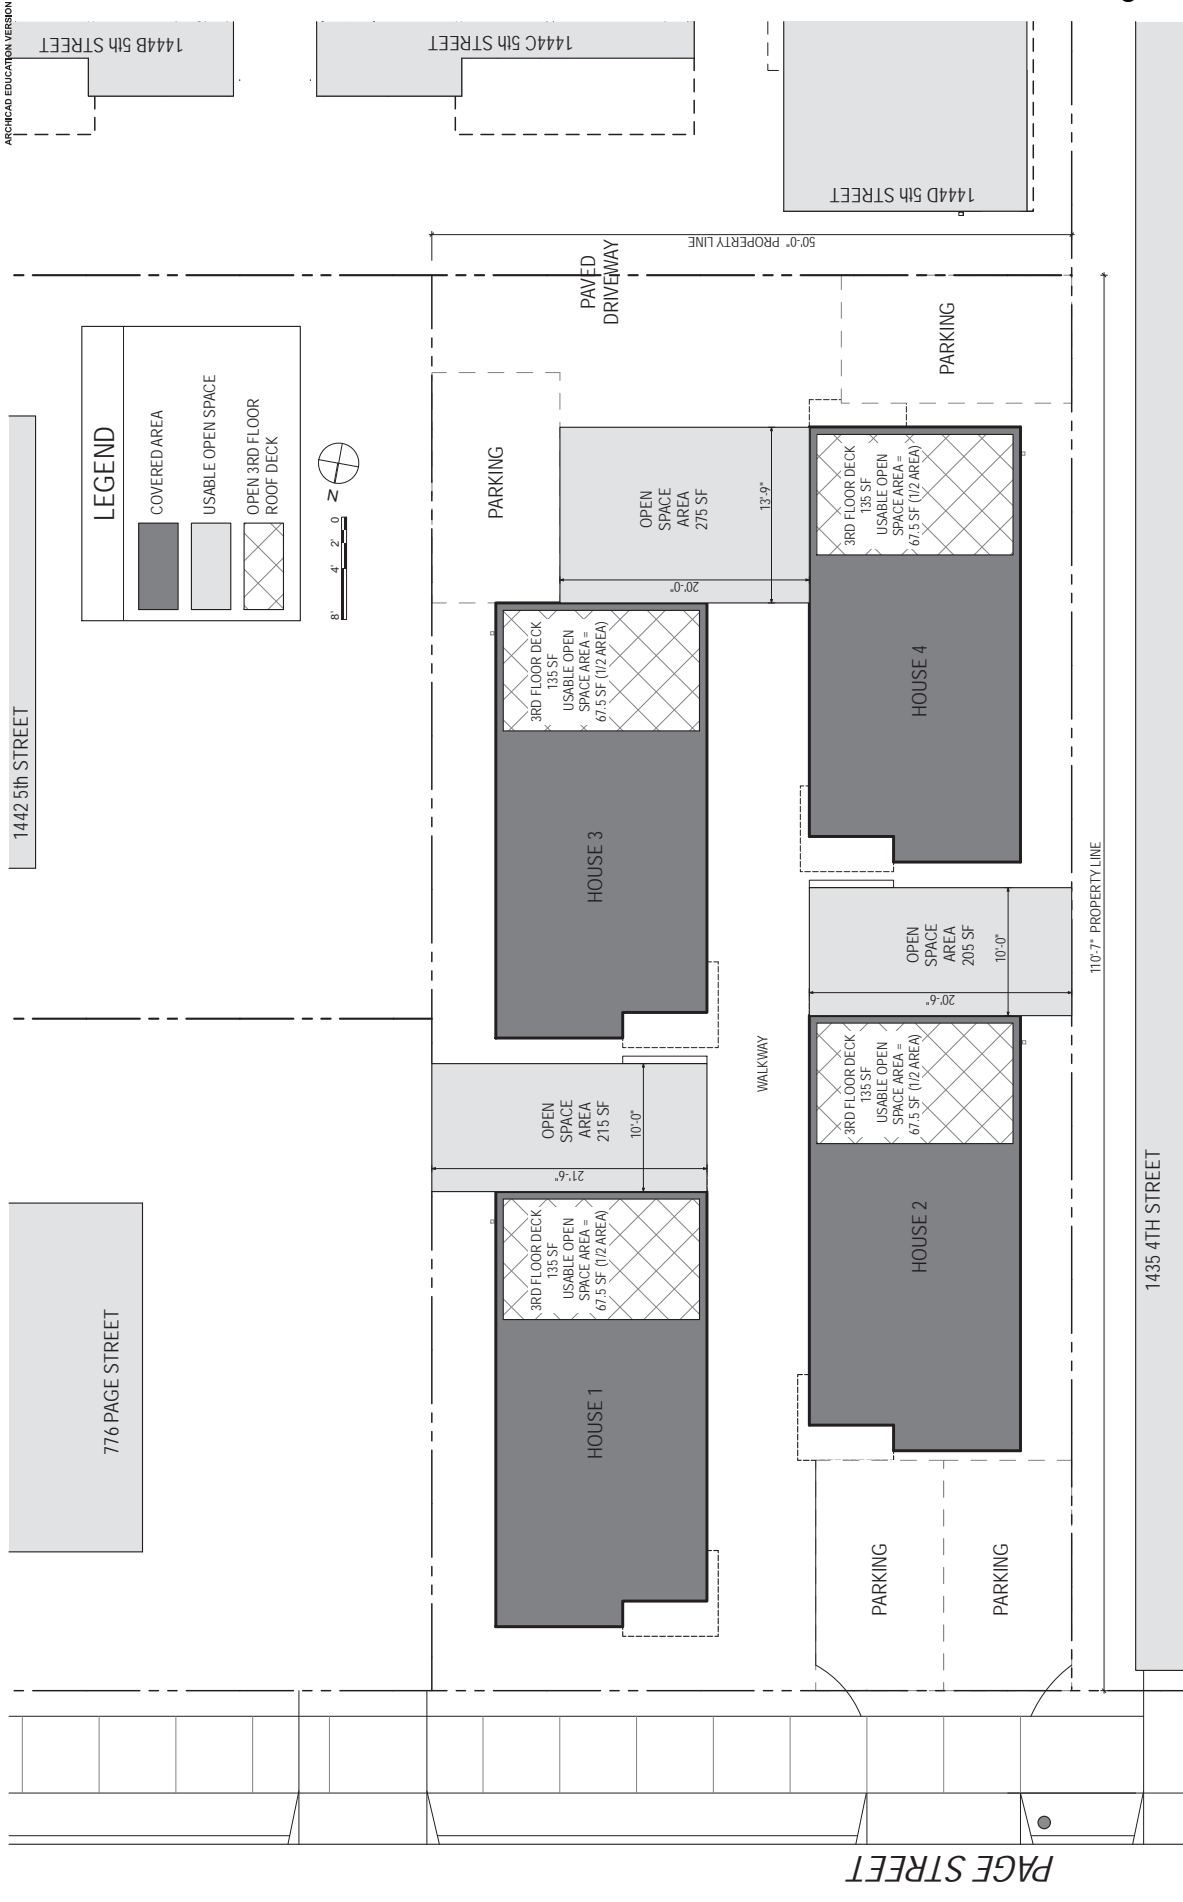 ARCHICAD EDUCATION VERSION
1444B 5th STREET
1444C 5th STREET
1444D 5th STREET
50'-0" PROPERTY LINE
PAVED
DRIVEWAY
LEGEND
COVERED AREA
USABLE OPEN SPACE
OPEN 3RD FLOOR
ROOF DECK
N
8'
4'
2'
0
1442 5th STREET
PARKING
PARKING
OPEN
SPACE
AREA
275 SF
13'-9"
20'-0"
3RD FLOOR DECK
135 SF
USABLE OPEN
SPACE AREA =
67.5 SF (1/2 AREA)
HOUSE 3
3RD FLOOR DECK
135 SF
USABLE OPEN
SPACE AREA =
67.5 SF (1/2 AREA)
HOUSE 4
110'-7" PROPERTY LINE
OPEN
SPACE
AREA
205 SF
10'-0"
20'-6"
WALKWAY
OPEN
SPACE
AREA
215 SF
10'-0"
21'-6"
3RD FLOOR DECK
135 SF
USABLE OPEN
SPACE AREA =
67.5 SF (1/2 AREA)
HOUSE 1
3RD FLOOR DECK
135 SF
USABLE OPEN
SPACE AREA =
67.5 SF (1/2 AREA)
HOUSE 2
776 PAGE STREET
1435 4TH STREET
PARKING
PARKING
PAGE STREET